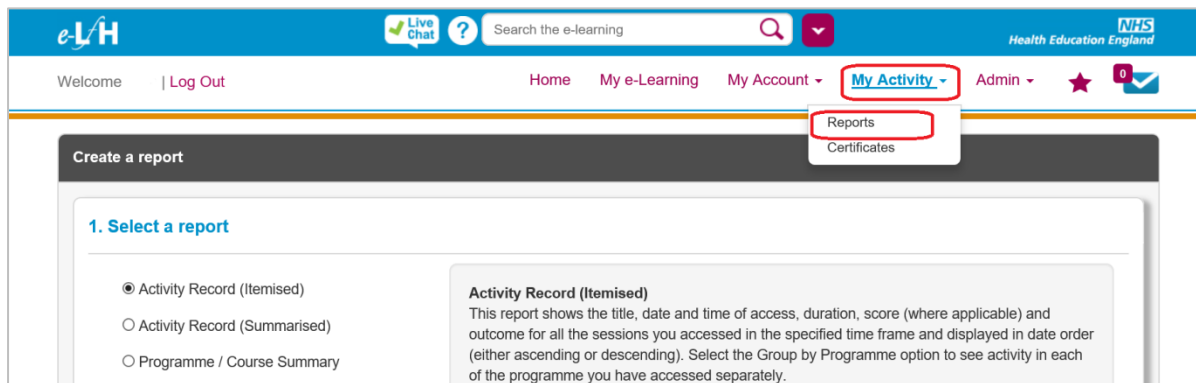 e-LfH
Live Chat
?
Search the e-learning
NHS
Health Education England
Welcome | Log Out
Home My e-Learning My Account My Activity Admin 0
Reports
Certificates
Create a report
1. Select a report
Activity Record (Itemised)
Activity Record (Summarised)
Programme / Course Summary
Activity Record (Itemised)
This report shows the title, date and time of access, duration, score (where applicable) and
outcome for all the sessions you accessed in the specified time frame and displayed in date order
(either ascending or descending). Select the Group by Programme option to see activity in each
of the programme you have accessed separately.